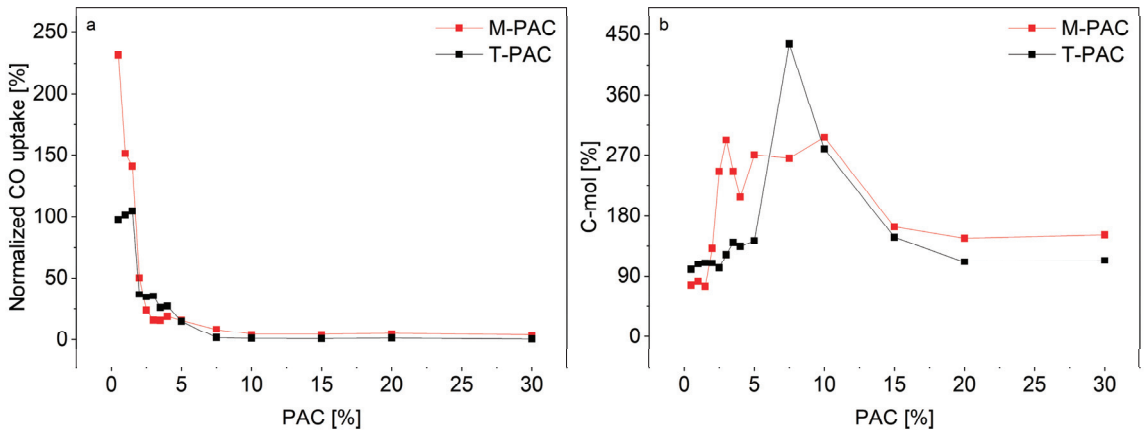 a
M-PAC
T-PAC
Normalized CO uptake [%]
250
200
150
100
50
0
0 5 10 15 20 25 30
PAC [%]
b
M-PAC
T-PAC
C-mol [%]
450
360
270
180
90
0
0 5 10 15 20 25 30
PAC [%]